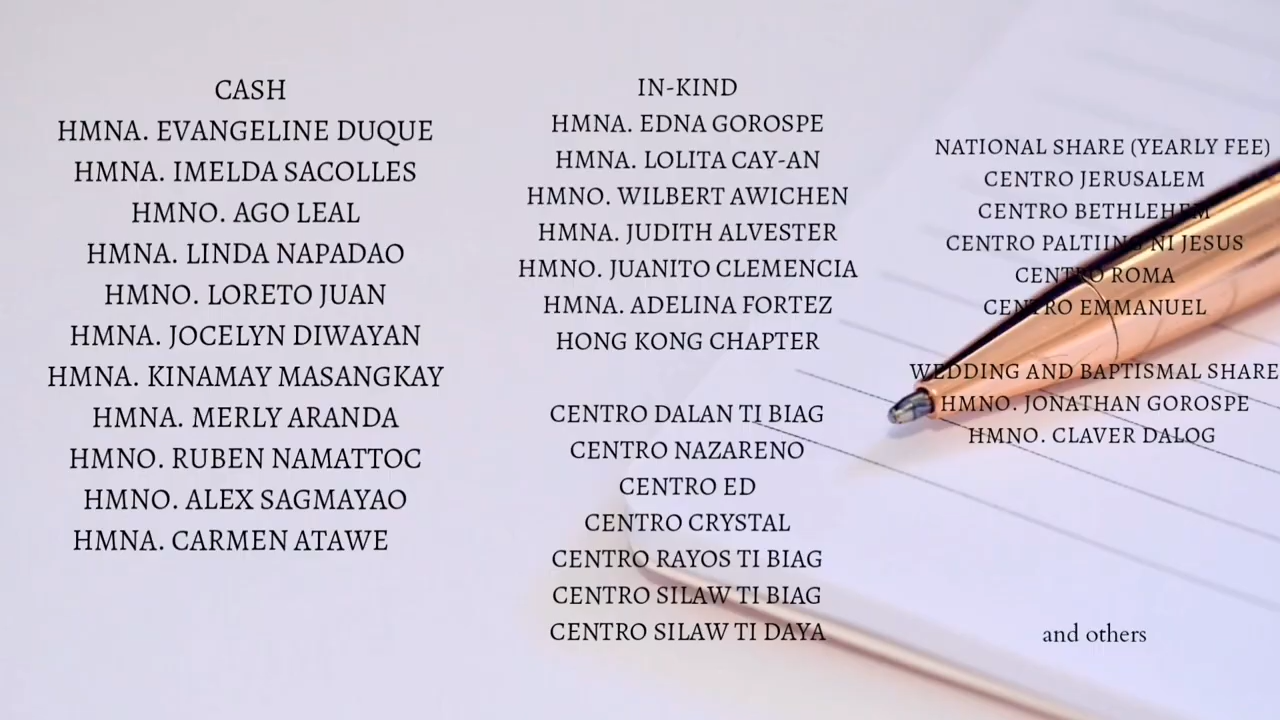 CASH
HMNA. EVANGELINE DUQUE
HMNA. IMELDA SACOLLES
HMNO. AGO LEAL
HMNA. LINDA NAPADAO
HMNO. LORETO JUAN
HMNA. JOCELYN DIWAYAN
HMNA. KINAMAY MASANGKAY
HMNA. MERLY ARANDA
HMNO. RUBEN NAMATTOC
HMNO. ALEX SAGMAYAO
HMNA. CARMEN ATAWE
IN-KIND
HMNA. EDNA GOROSPE
HMNA. LOLITA CAY-AN
HMNO. WILBERT AWICHEN
HMNA. JUDITH ALVESTER
HMNO. JUANITO CLEMENCIA
HMNA. ADELINA FORTEZ
HONG KONG CHAPTER
CENTRO DALAN TI BIAG
CENTRO NAZARENO
CENTRO ED
CENTRO CRYSTAL
CENTRO RAYOS TI BIAG
CENTRO SILAW TI BIAG
CENTRO SILAW TI DAYA
NATIONAL SHARE (YEARLY FEE)
CENTRO JERUSALEM
CENTRO BETHLEHEM
CENTRO PALTIING NI JESUS
CENTRO ROMA
CENTRO EMMANUEL
WEDDING AND BAPTISMAL SHARE
HMNO. JONATHAN GOROSPE
HMNO. CLAVER DALOG
and others